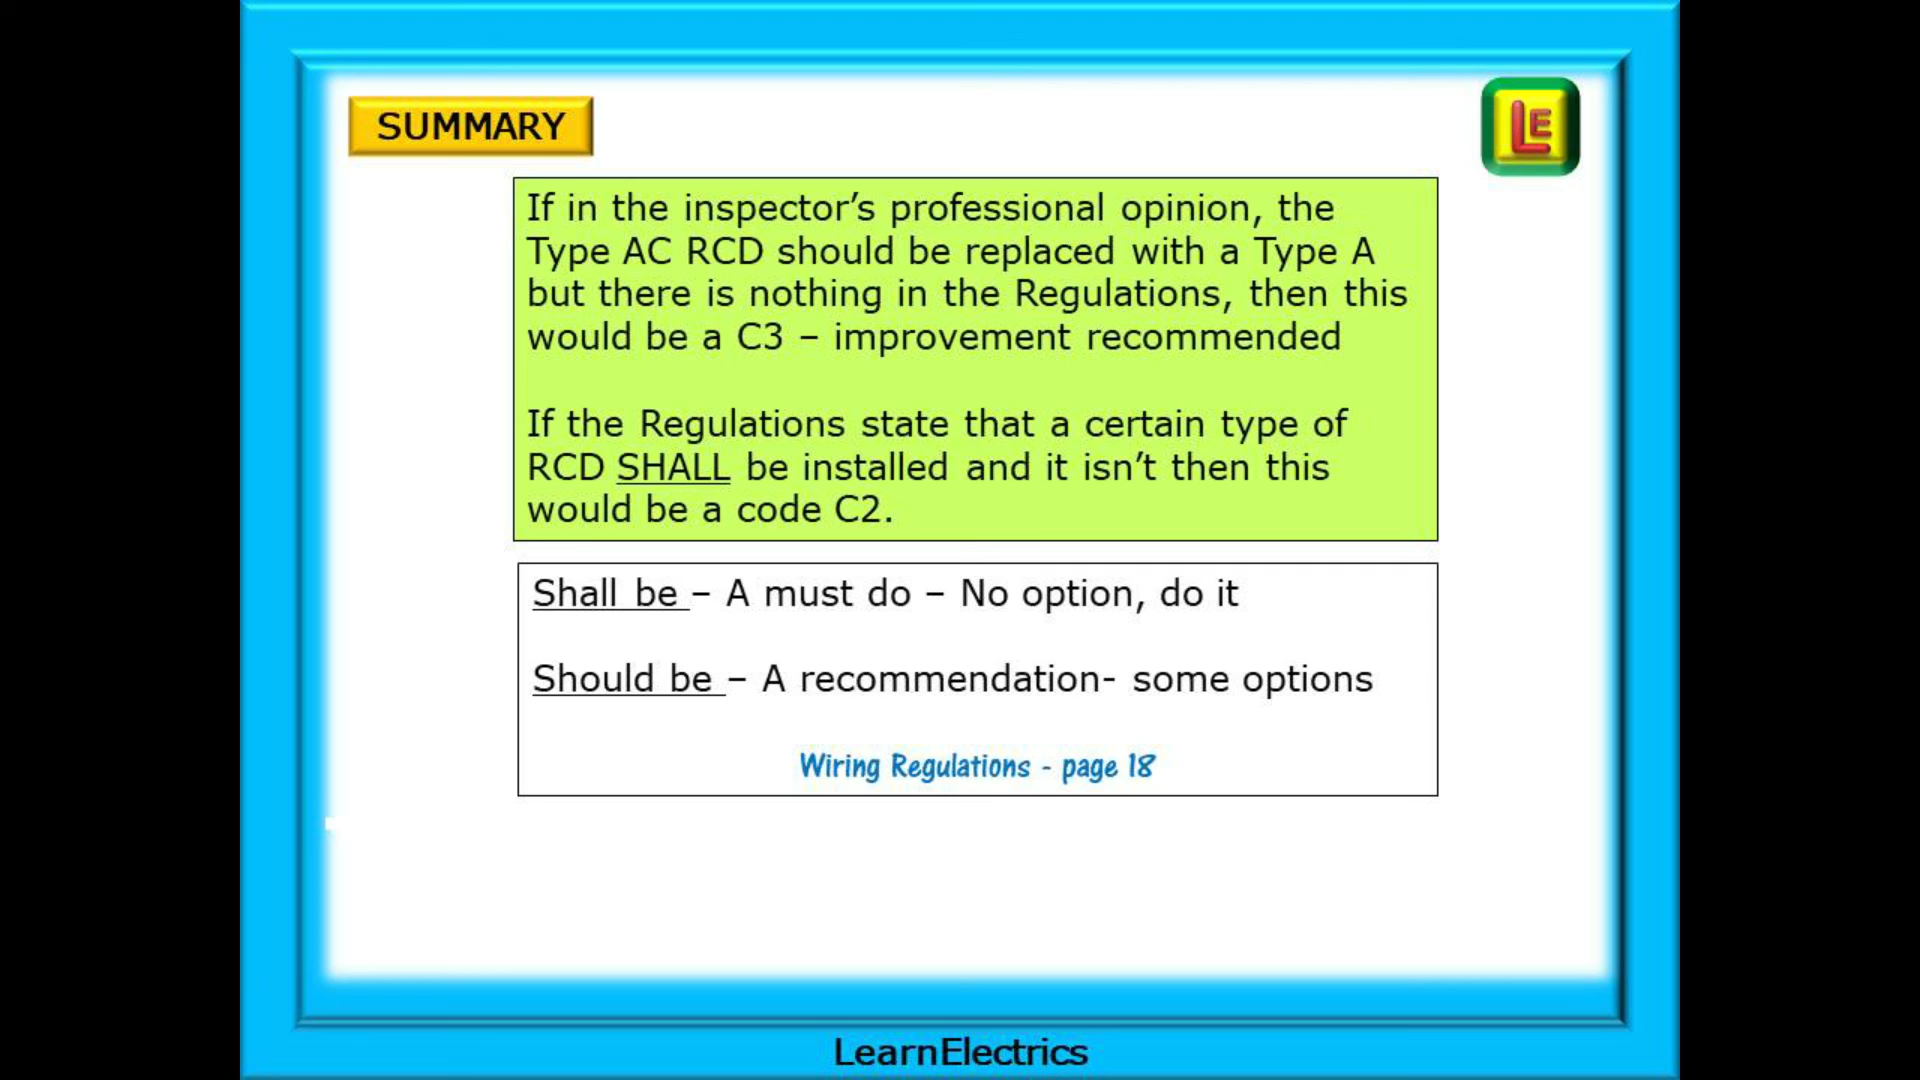 SUMMARY
LE
If in the inspector’s professional opinion, the
Type AC RCD should be replaced with a Type A
but there is nothing in the Regulations, then this
would be a C3 – improvement recommended
If the Regulations state that a certain type of
RCD SHALL be installed and it isn’t then this
would be a code C2.
Shall be – A must do – No option, do it
Should be – A recommendation- some options
Wiring Regulations - page 18
LearnElectrics